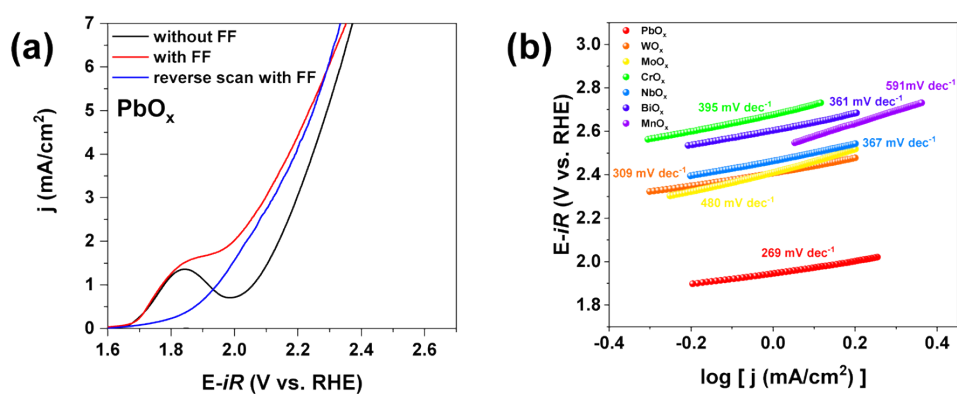 (a)
without FF
with FF
reverse scan with FF
PbOₓ
j (mA/cm²)
7
6
5
4
3
2
1
0
1.6
1.8
2.0
2.2
2.4
2.6
E-iR (V vs. RHE)
(b)
PbOₓ
WOₓ
MoOₓ
CrOₓ
NbOₓ
BiOₓ
MnOₓ
395 mV dec⁻¹
361 mV dec⁻¹
591mV dec⁻¹
367 mV dec⁻¹
309 mV dec⁻¹
480 mV dec⁻¹
269 mV dec⁻¹
E-iR (V vs. RHE)
3.0
2.8
2.6
2.4
2.2
2.0
1.8
-0.4
-0.2
0.0
0.2
0.4
log [ j (mA/cm²) ]